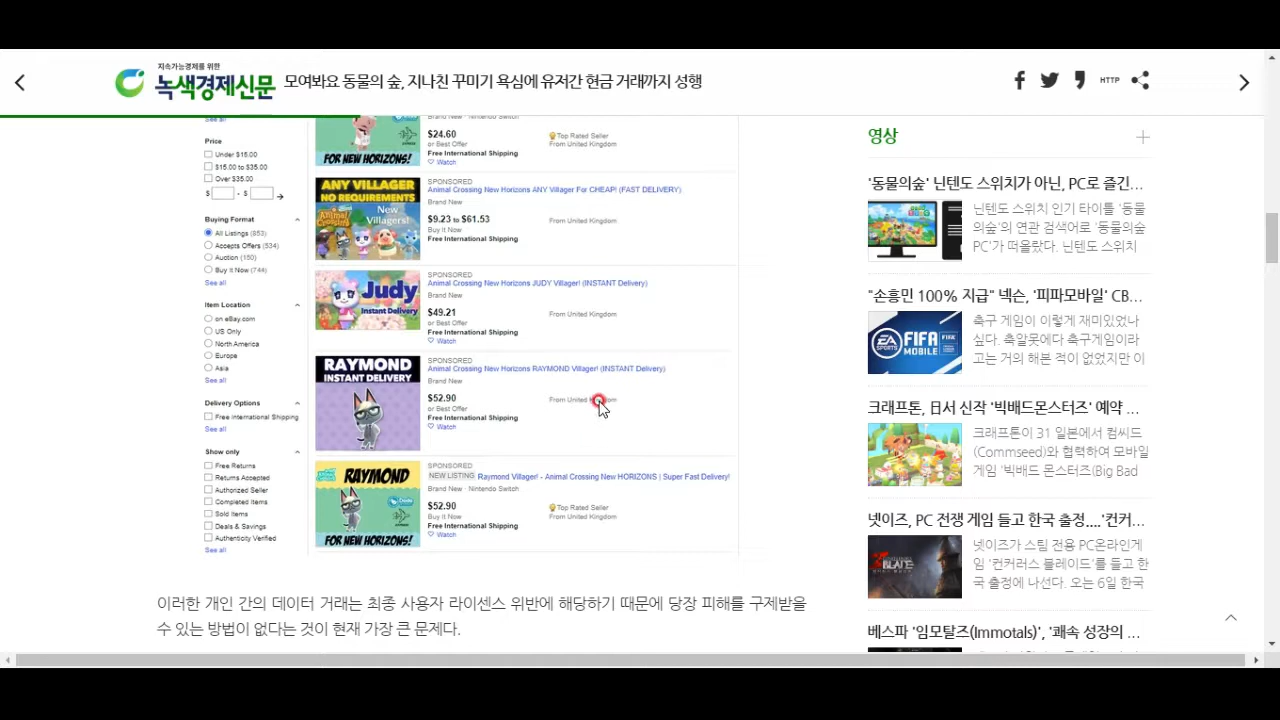 지속가능경제를 위한
녹색경제신문
모여봐요 동물의 숲, 지나친 꾸미기 욕심에 유저간 현금 거래까지 성행
HTTP
See all
Price
Under $15.00
$15.00 to $35.00
Over $35.00
$ - $
Buying Format
All Listings (853)
Accepts Offers (534)
Auction (150)
Buy It Now (744)
See all
Item Location
on eBay.com
US Only
North America
Europe
Asia
See all
Delivery Options
Free International Shipping
See all
Show only
Free Returns
Returns Accepted
Authorized Seller
Completed Items
Sold Items
Deals & Savings
Authenticity Verified
See all
FOR NEW HORIZONS!
Brand New · Nintendo Switch
$24.60
or Best Offer
Free International Shipping
Watch
Top Rated Seller
From United Kingdom
ANY VILLAGER
NO REQUIREMENTS
New
Villagers!
SPONSORED
Animal Crossing New Horizons ANY Villager For CHEAP! (FAST DELIVERY)
Brand New
$9.23 to $61.53
Buy It Now
Free International Shipping
From United Kingdom
Judy
Instant Delivery
SPONSORED
Animal Crossing New Horizons JUDY Villager! (INSTANT Delivery)
Brand New
$49.21
or Best Offer
Free International Shipping
Watch
From United Kingdom
RAYMOND
INSTANT DELIVERY
SPONSORED
Animal Crossing New Horizons RAYMOND Villager! (INSTANT Delivery)
Brand New
$52.90
or Best Offer
Free International Shipping
Watch
From United
RAYMOND
FOR NEW HORIZONS!
SPONSORED
NEW LISTING Raymond Villager! - Animal Crossing New HORIZONS | Super Fast Delivery!
Brand New · Nintendo Switch
$52.90
Buy It Now
Free International Shipping
Watch
Top Rated Seller
From United Kingdom
이러한 개인 간의 데이터 거래는 최종 사용자 라이센스 위반에 해당하기 때문에 당장 피해를 구제받을
수 있는 방법이 없다는 것이 현재 가장 큰 문제다.
영상
'동물의숲' 닌텐도 스위치가 아닌, PC로 즐긴...
닌텐도 스위치 인기 타이틀 '동물
의숲'의 연관 검색어로 '동물의숲
PC'가 떠올랐다. 닌텐도 스위치
"손흥민 100% 지급" 넥슨, '피파모바일' CB...
EA SPORTS
FIFA
MOBILE
축구 게임이 이렇게 재미있었나
싶다. 축알못에다 축구게임이라
고는 거의 해본 적이 없었지만 이
크래프톤, 日서 신작 '빅배드몬스터즈' 예약 ...
크래프톤이 31 일본에서 컴씨드
(Commseed)와 협력하여 모바일
게임 '빅배드 몬스터즈(Big Bad
넷이즈, PC 전쟁 게임 들고 한국 출정....'컨커...
BLADE
넷이즈가 스팀 전용 PC온라인게
임 '컨커러스 블레이드'를 들고 한
국 출정에 나선다. 오는 6일 한국
베스파 '임모탈즈(Immotals)', '쾌속 성장의 ...